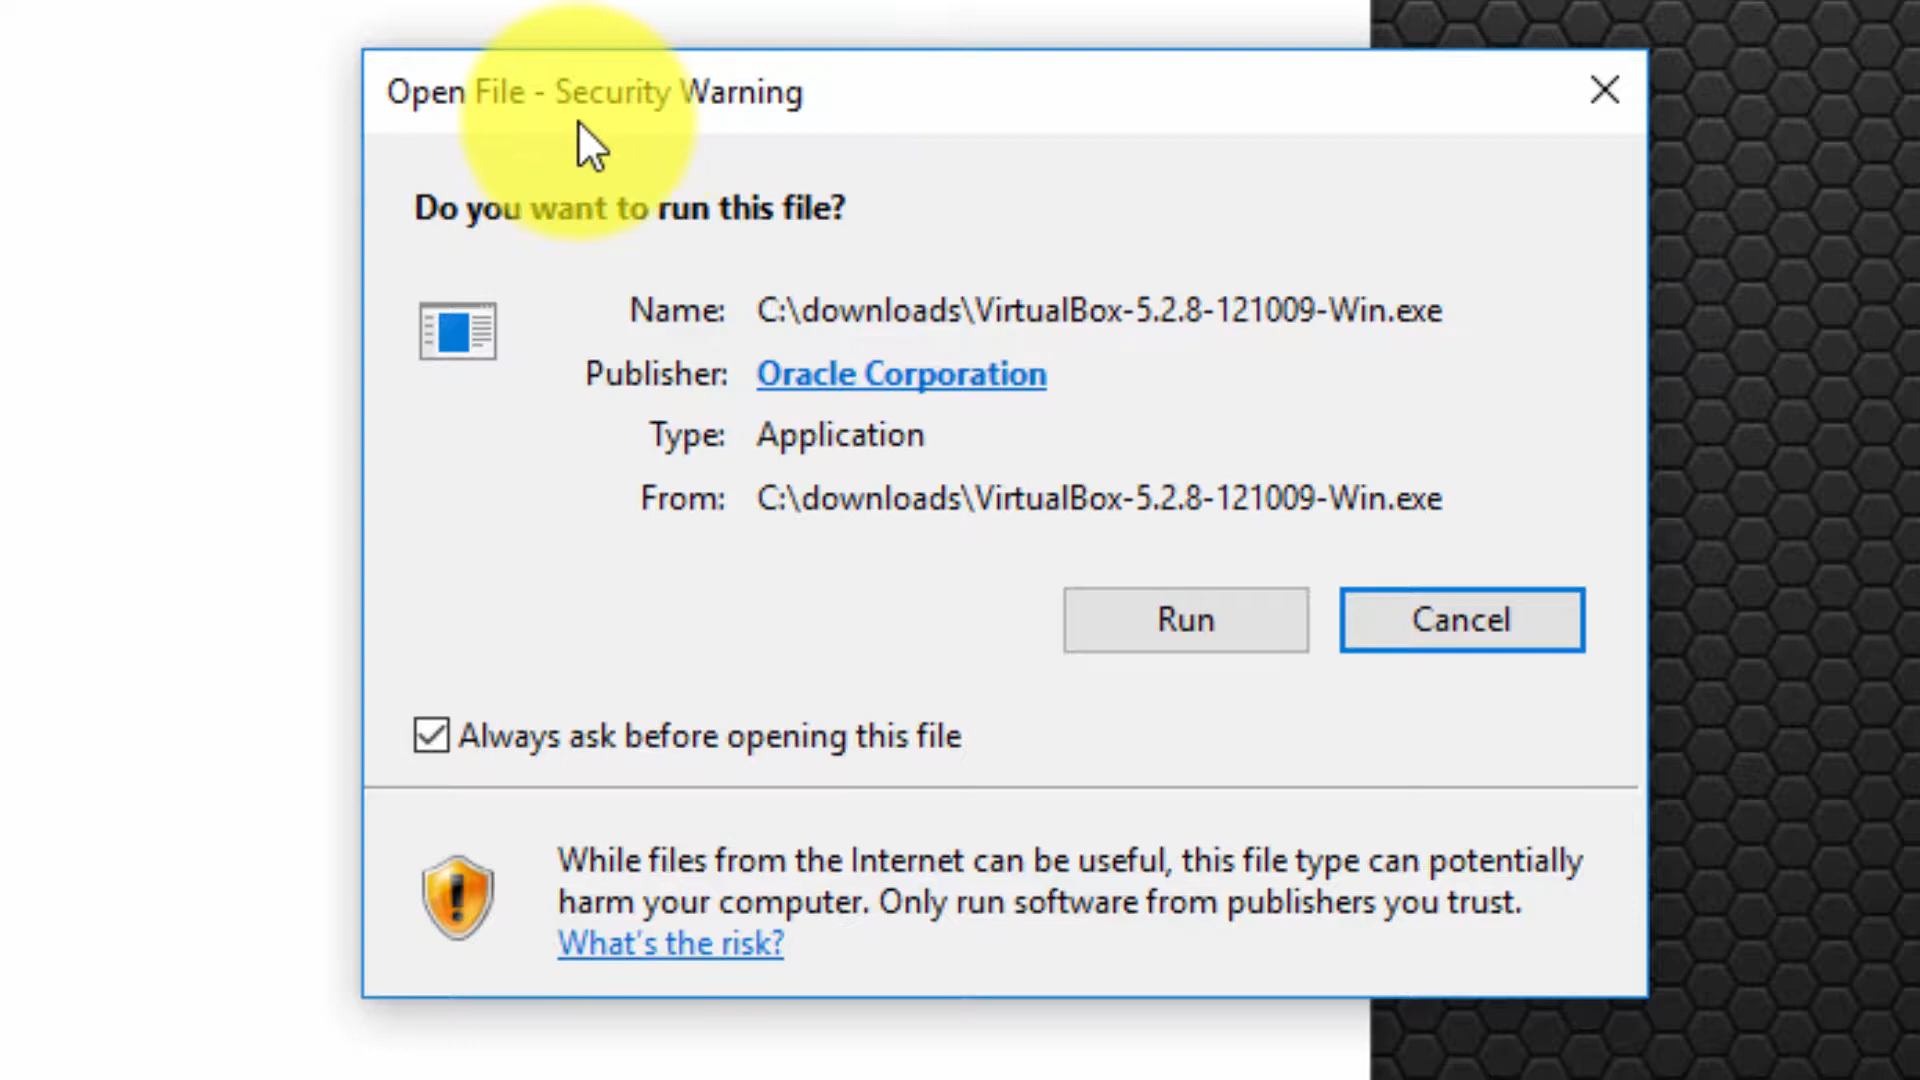 Open File - Security Warning
Do you want to run this file?
Name: C:\downloads\VirtualBox-5.2.8-121009-Win.exe
Publisher: Oracle Corporation
Type: Application
From: C:\downloads\VirtualBox-5.2.8-121009-Win.exe
Run Cancel
Always ask before opening this file
While files from the Internet can be useful, this file type can potentially
harm your computer. Only run software from publishers you trust.
What's the risk?